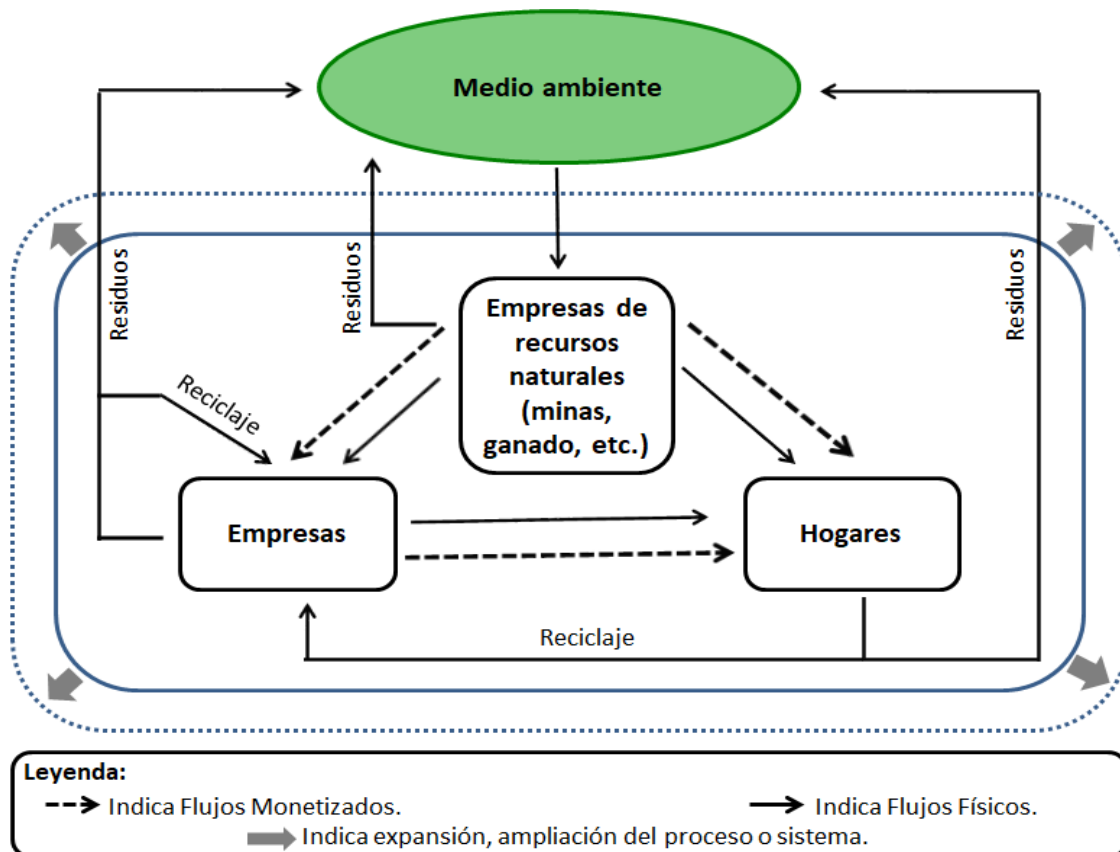 Medio ambiente
Residuos
Residuos
Residuos
Empresas de
recursos
naturales
(minas,
ganado, etc.)
Reciclaje
Empresas
Hogares
Reciclaje
Leyenda:
Indica Flujos Monetizados.
Indica Flujos Físicos.
Indica expansión, ampliación del proceso o sistema.